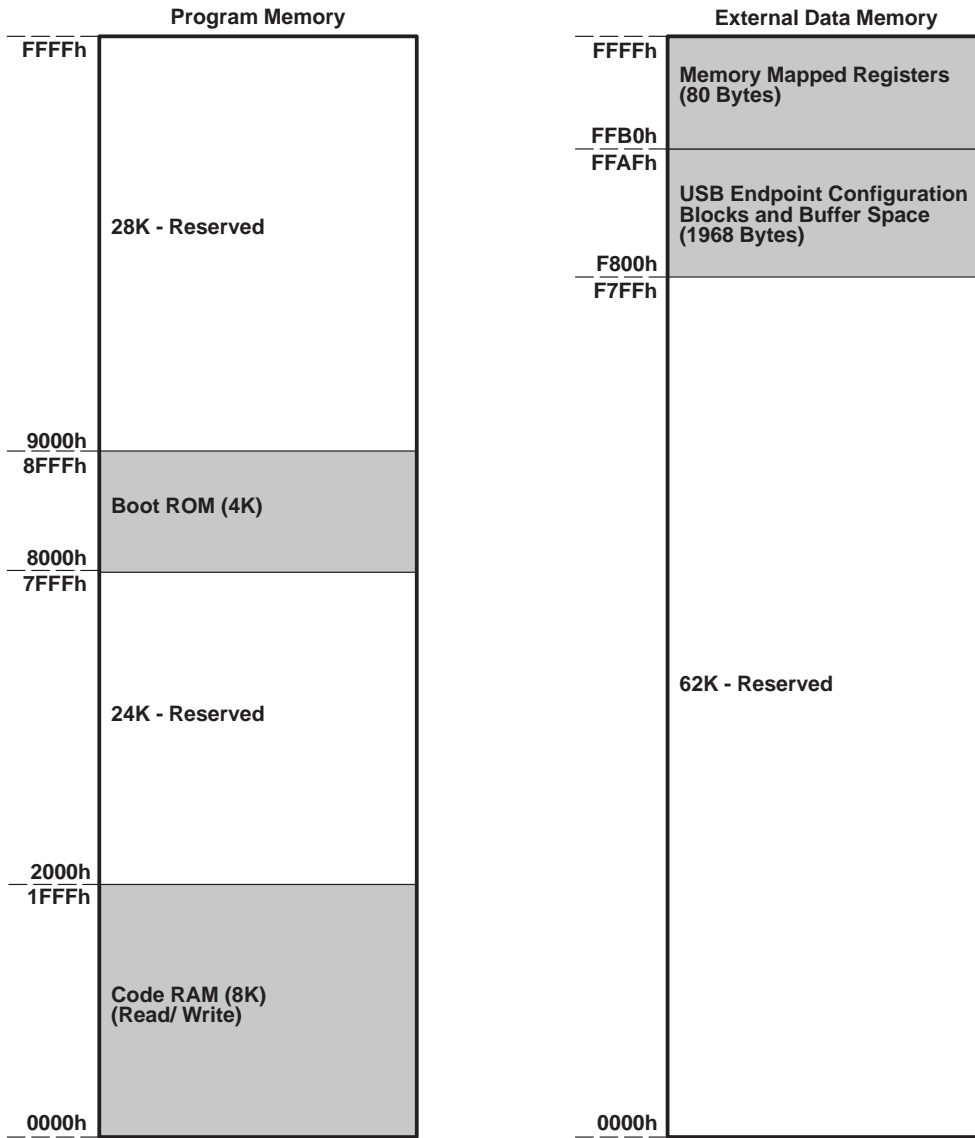 Program Memory
FFFFh
28K - Reserved
9000h
8FFFh
Boot ROM (4K)
8000h
7FFFh
24K - Reserved
2000h
1FFFh
Code RAM (8K)
(Read/ Write)
0000h
External Data Memory
FFFFh
Memory Mapped Registers
(80 Bytes)
FFB0h
FFAFh
USB Endpoint Configuration
Blocks and Buffer Space
(1968 Bytes)
F800h
F7FFh
62K - Reserved
0000h